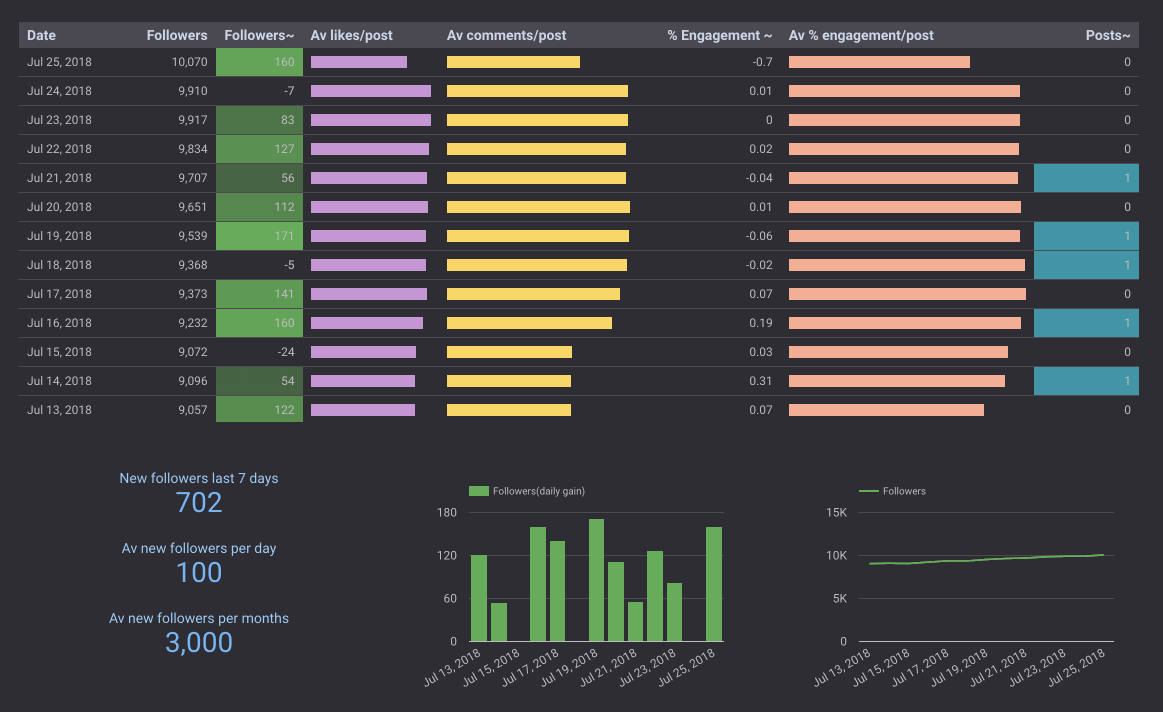 Date Followers Followers~ Av likes/post Av comments/post % Engagement ~ Av % engagement/post Posts~
Jul 25, 2018 10,070 160 -0.7 0
Jul 24, 2018 9,910 -7 0.01 0
Jul 23, 2018 9,917 83 0 0
Jul 22, 2018 9,834 127 0.02 0
Jul 21, 2018 9,707 56 -0.04 1
Jul 20, 2018 9,651 112 0.01 0
Jul 19, 2018 9,539 171 -0.06 1
Jul 18, 2018 9,368 -5 -0.02 1
Jul 17, 2018 9,373 141 0.07 0
Jul 16, 2018 9,232 160 0.19 1
Jul 15, 2018 9,072 -24 0.03 0
Jul 14, 2018 9,096 54 0.31 1
Jul 13, 2018 9,057 122 0.07 0
New followers last 7 days
702
Av new followers per day
100
Av new followers per months
3,000
Followers(daily gain)
180
120
60
0
Jul 13, 2018 Jul 15, 2018 Jul 17, 2018 Jul 19, 2018 Jul 21, 2018 Jul 23, 2018 Jul 25, 2018
Followers
15K
10K
5K
0
Jul 13, 2018 Jul 15, 2018 Jul 17, 2018 Jul 19, 2018 Jul 21, 2018 Jul 23, 2018 Jul 25, 2018